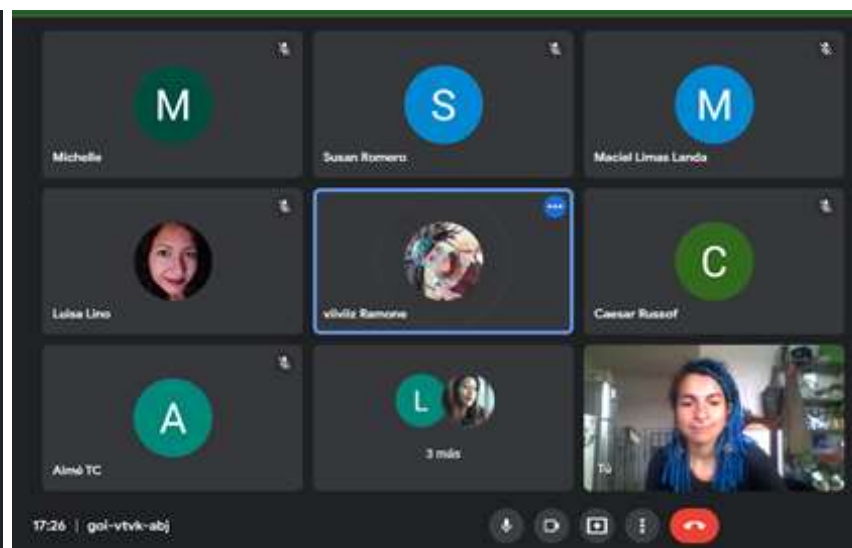 M
Michelle
S
Susan Romero
M
Maciel Limas Landa
Luisa Lino
viiviiz Ramone
C
Caesar Russof
A
Aimé TC
L
3 más
Tú
17:26 | goi-vtvk-abj